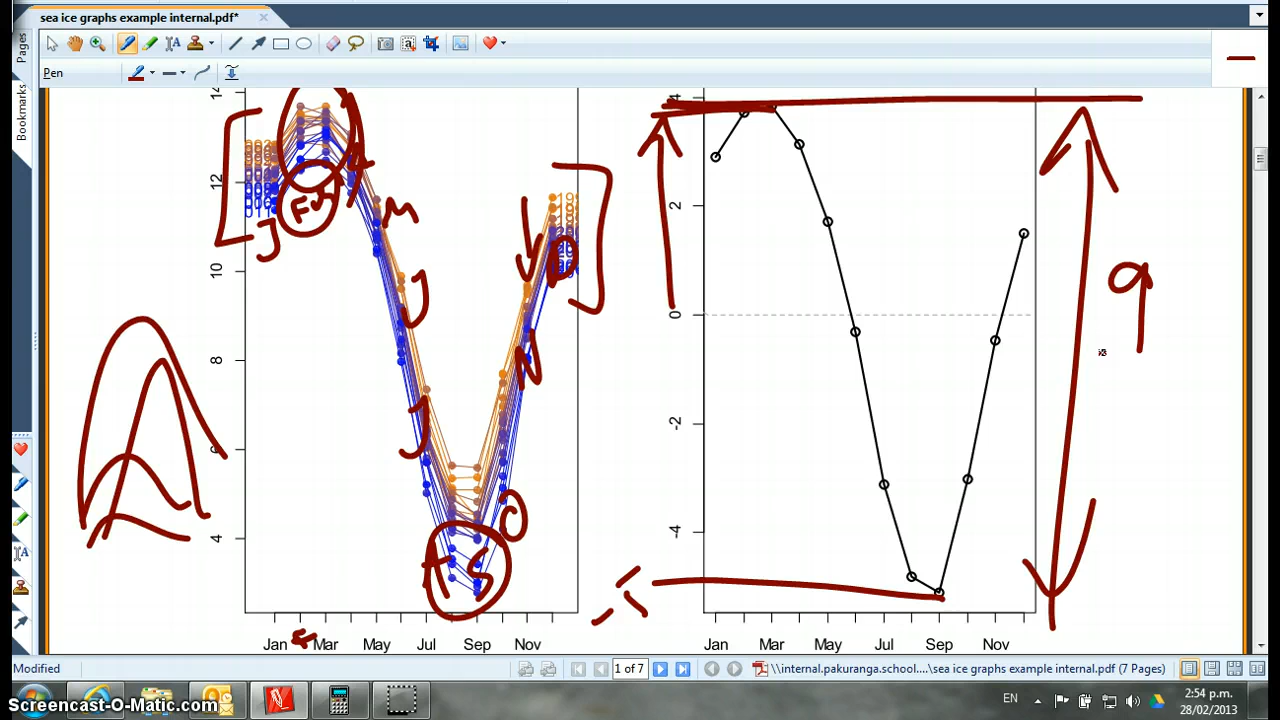 sea ice graphs example internal.pdf*
Pages
Bookmarks
Pen
14
12
10
8
6
4
Jan
Mar
May
Jul
Sep
Nov
J
F
m
J
J
A
S
O
N
D
4
2
0
-2
-4
Jan
Mar
May
Jul
Sep
Nov
9
Modified
1 of 7
\\internal.pakuranga.school....\sea ice graphs example internal.pdf (7 Pages)
EN
2:54 p.m.
28/02/2013
Screencast-O-Matic.com